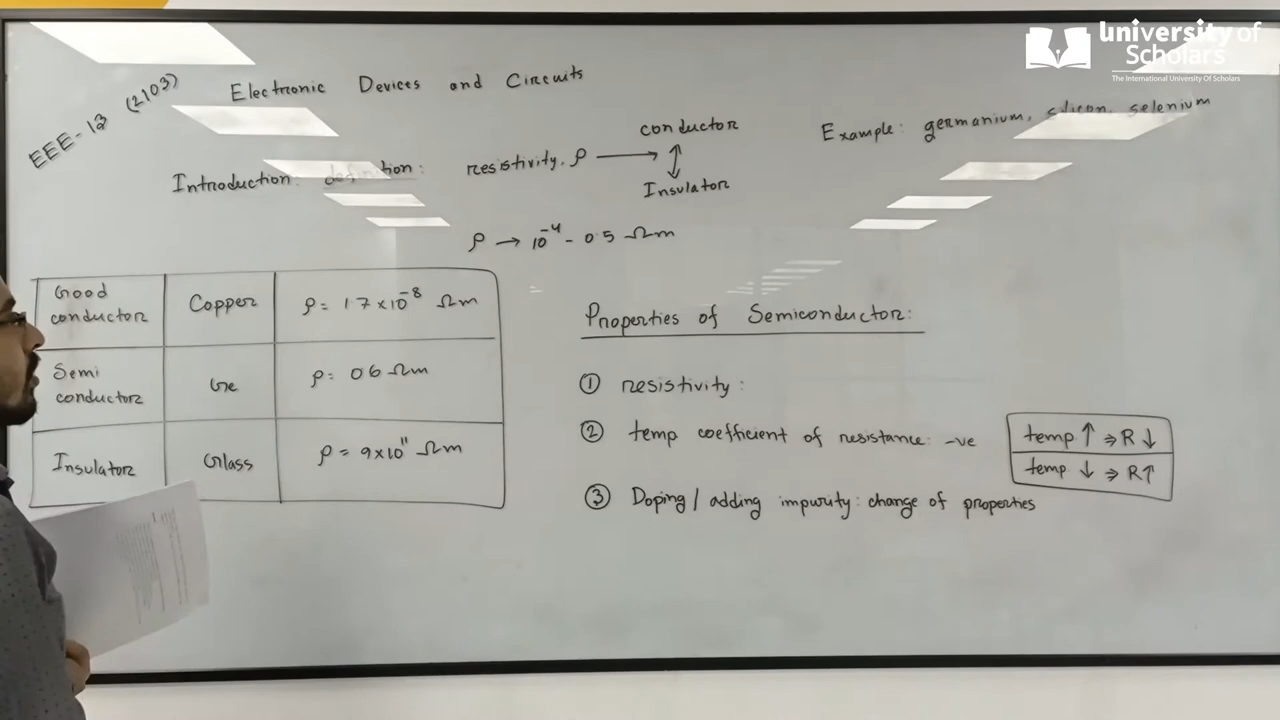 University of
Scholars
The International University Of Scholars
EEE-13 (2103)
Electronic Devices and Circuits
Introduction: definition: resistivity, ρ → conductor
↕
Insulator
Example: germanium, silicon, selenium
ρ → 10⁻⁴ - 0.5 Ωm
Good conductor | Copper | ρ = 1.7 × 10⁻⁸ Ωm
Semi conductor | Ge | ρ = 0.6 Ωm
Insulator | Glass | ρ = 9×10¹¹ Ωm
Properties of Semiconductor:
① resistivity:
② temp coefficient of resistance: -ve
temp ↑ ⇒ R ↓
temp ↓ ⇒ R ↑
③ Doping / adding impurity: change of properties